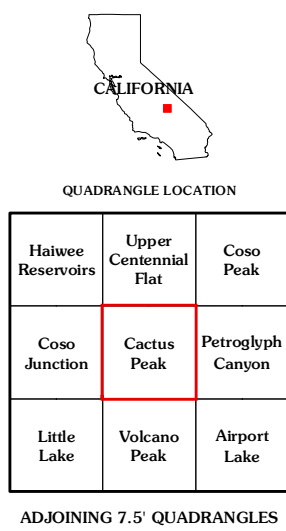 CALIFORNIA
QUADRANGLE LOCATION
Haiwee
Reservoirs
Upper
Centennial
Flat
Coso
Peak
Coso
Junction
Cactus
Peak
Petroglyph
Canyon
Little
Lake
Volcano
Peak
Airport
Lake
ADJOINING 7.5' QUADRANGLES